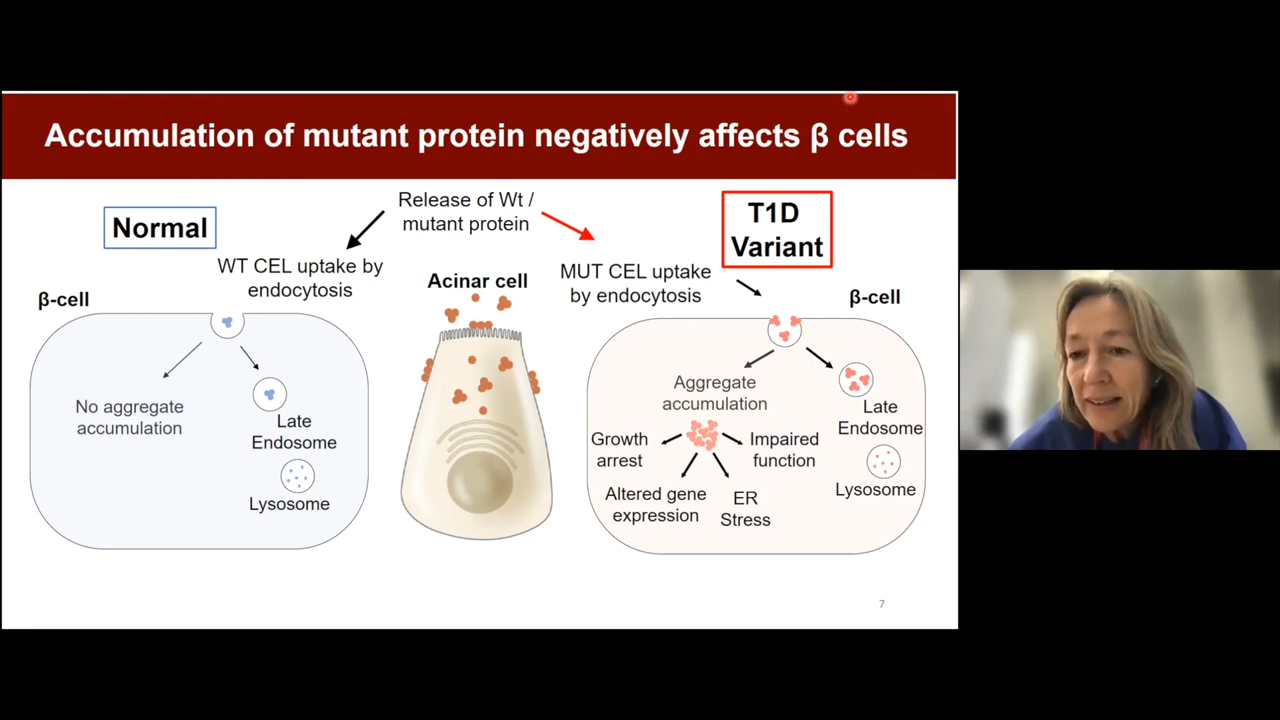 Accumulation of mutant protein negatively affects β cells
Normal
Release of Wt /
mutant protein
T1D
Variant
WT CEL uptake by
endocytosis
Acinar cell
MUT CEL uptake
by endocytosis
β-cell
β-cell
No aggregate
accumulation
Late
Endosome
Lysosome
Aggregate
accumulation
Growth
arrest
Impaired
function
Altered gene
expression
ER
Stress
Late
Endosome
Lysosome
7